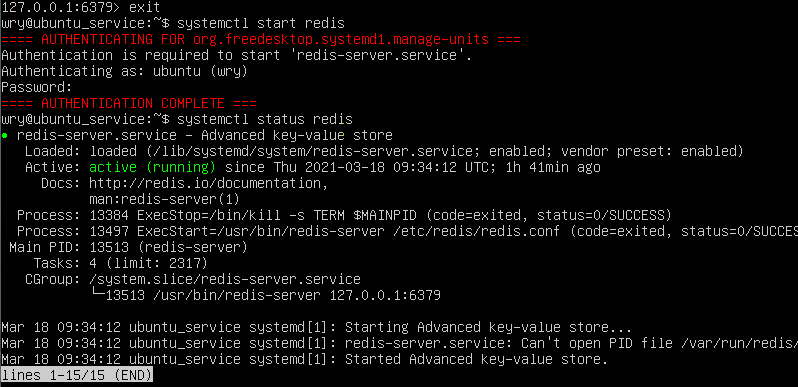 127.0.0.1:6379> exit
wry@ubuntu_service:~$ systemctl start redis
==== AUTHENTICATING FOR org.freedesktop.systemd1.manage-units ===
Authentication is required to start 'redis-server.service'.
Authenticating as: ubuntu (wry)
Password:
==== AUTHENTICATION COMPLETE ===
wry@ubuntu_service:~$ systemctl status redis
● redis-server.service - Advanced key-value store
   Loaded: loaded (/lib/systemd/system/redis-server.service; enabled; vendor preset: enabled)
   Active: active (running) since Thu 2021-03-18 09:34:12 UTC; 1h 41min ago
     Docs: http://redis.io/documentation,
           man:redis-server(1)
  Process: 13384 ExecStop=/bin/kill -s TERM $MAINPID (code=exited, status=0/SUCCESS)
  Process: 13497 ExecStart=/usr/bin/redis-server /etc/redis/redis.conf (code=exited, status=0/SUCCES
 Main PID: 13513 (redis-server)
    Tasks: 4 (limit: 2317)
   CGroup: /system.slice/redis-server.service
           └─13513 /usr/bin/redis-server 127.0.0.1:6379
Mar 18 09:34:12 ubuntu_service systemd[1]: Starting Advanced key-value store...
Mar 18 09:34:12 ubuntu_service systemd[1]: redis-server.service: Can't open PID file /var/run/redis/
Mar 18 09:34:12 ubuntu_service systemd[1]: Started Advanced key-value store.
lines 1-15/15 (END)